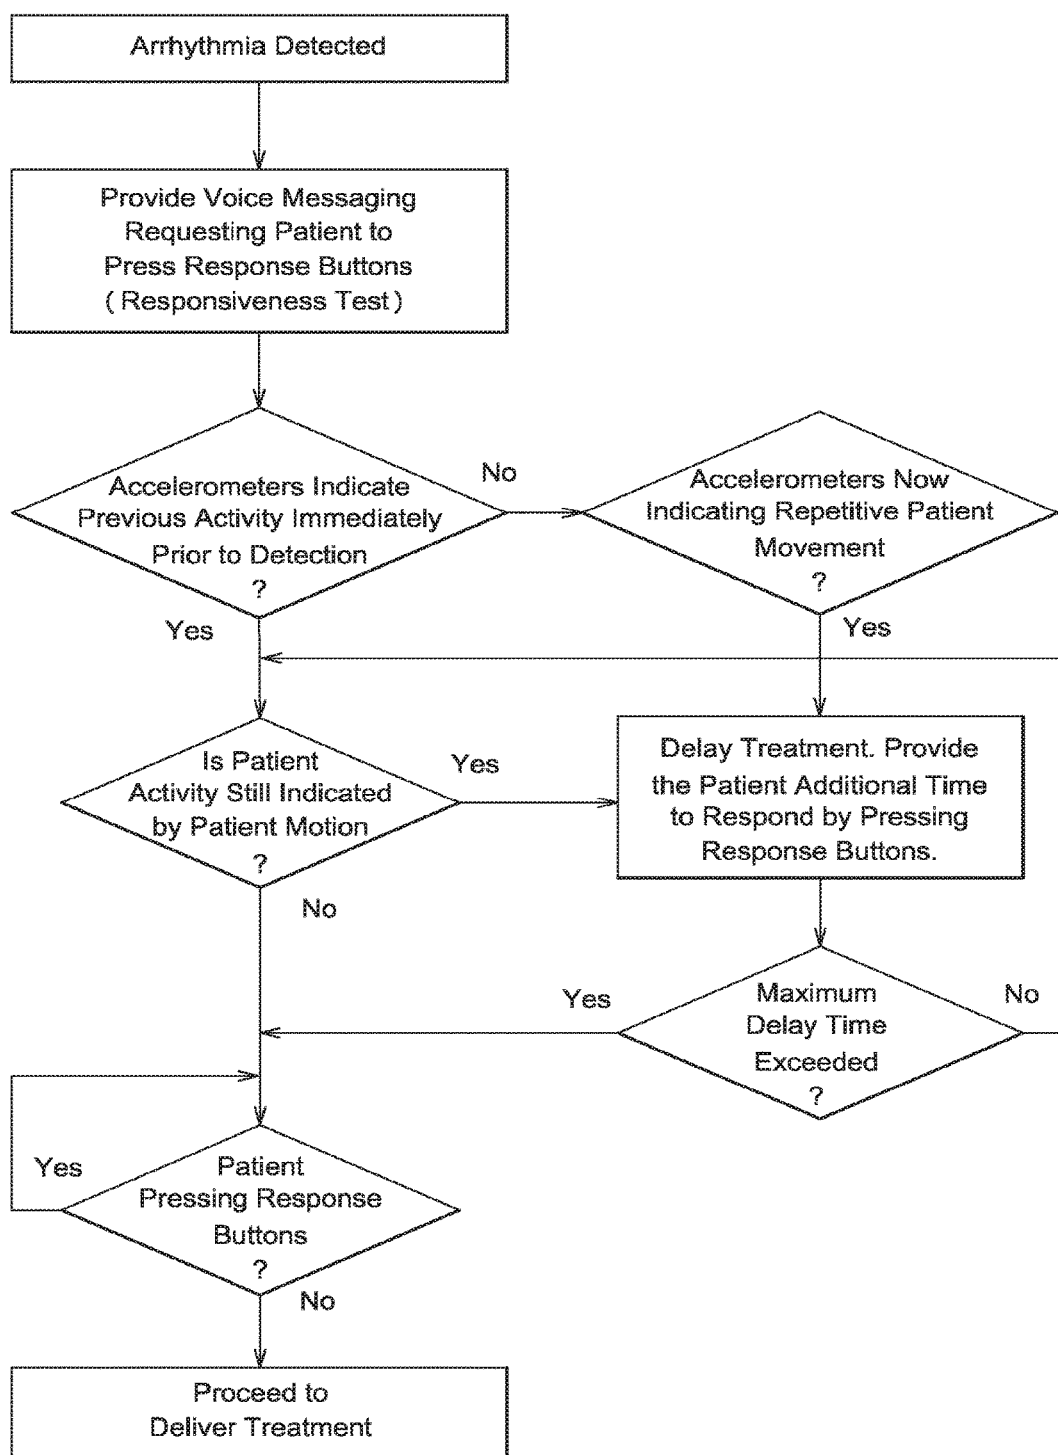 Arrhythmia Detected
Provide Voice Messaging
Requesting Patient to
Press Response Buttons
( Responsiveness Test )
Accelerometers Indicate
Previous Activity Immediately
Prior to Detection
?
No
Accelerometers Now
Indicating Repetitive Patient
Movement
?
Yes
Yes
Is Patient
Activity Still Indicated
by Patient Motion
?
Yes
No
Delay Treatment. Provide
the Patient Additional Time
to Respond by Pressing
Response Buttons.
Maximum
Delay Time
Exceeded
?
Yes
No
Patient
Pressing Response
Buttons
?
Yes
No
Proceed to
Deliver Treatment